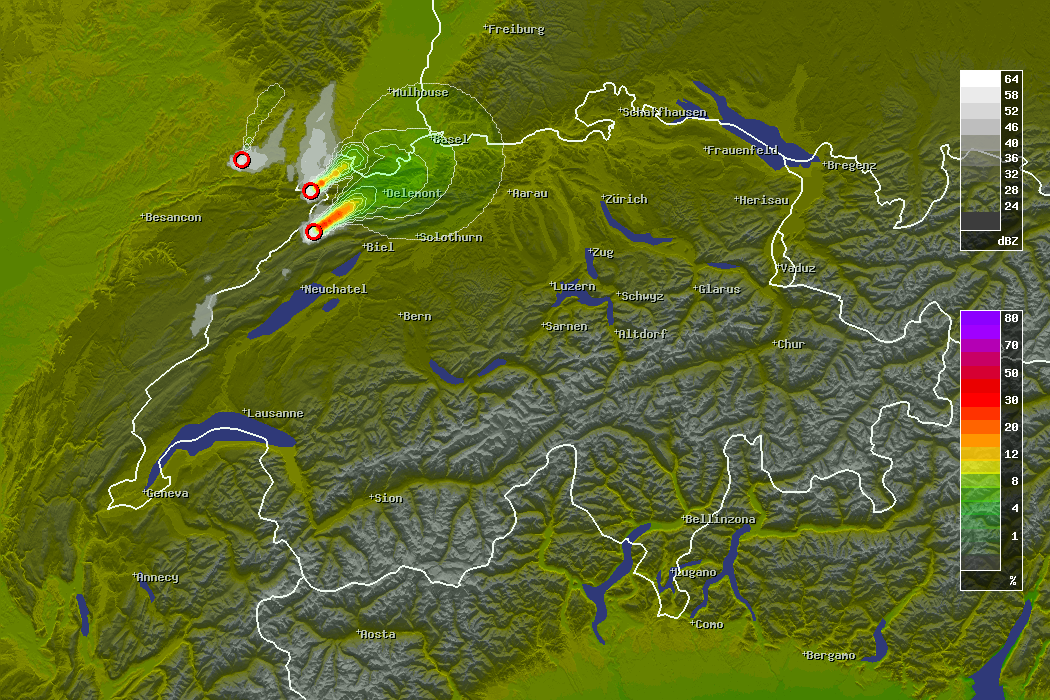 Freiburg
Mulhouse
Schaffhausen
Basel
Frauenfeld
Bregenz
Delemont
Aarau
Zürich
Herisau
Besancon
Biel
Solothurn
Zug
Vaduz
Neuchatel
Luzern
Schwyz
Glarus
Bern
Sarnen
Altdorf
Chur
Lausanne
Geneva
Sion
Bellinzona
Annecy
Lugano
Como
Aosta
Bergamo
64
58
52
46
40
36
32
28
24
dBZ
80
70
50
30
20
12
8
4
1
%